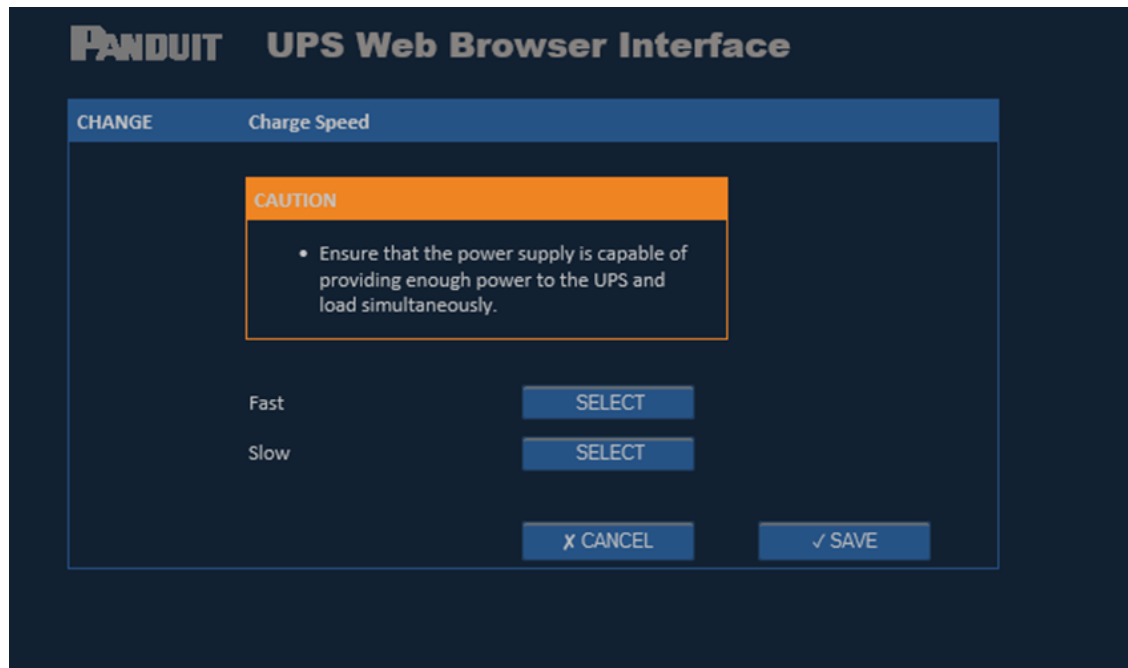 PANDUIT UPS Web Browser Interface
CHANGE Charge Speed
CAUTION
• Ensure that the power supply is capable of
providing enough power to the UPS and
load simultaneously.
Fast SELECT
Slow SELECT
✗ CANCEL ✓ SAVE